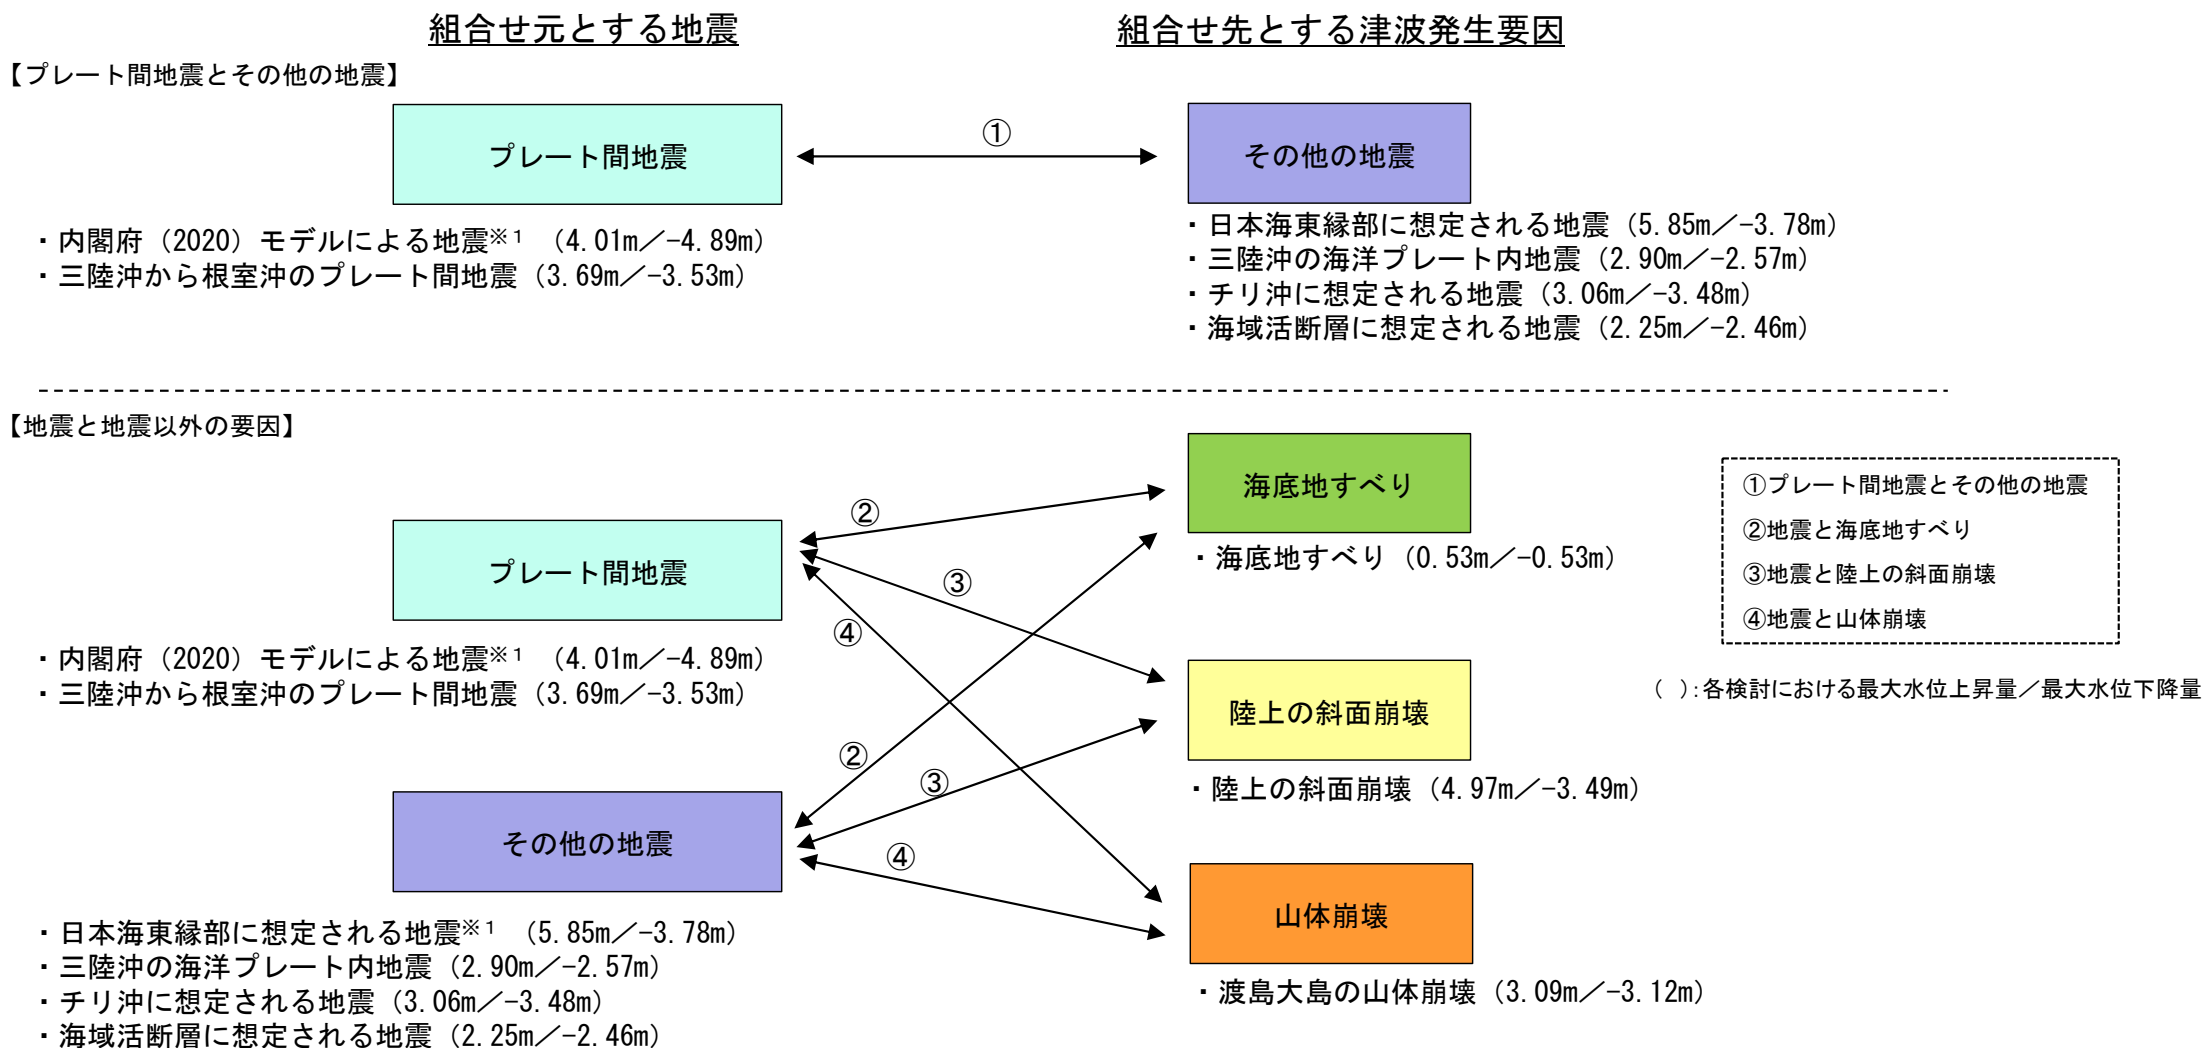 組合せ元とする地震
組合せ先とする津波発生要因
【プレート間地震とその他の地震】
プレート間地震
①
その他の地震
・内閣府（2020）モデルによる地震※１ （4.01m／-4.89m）
・三陸沖から根室沖のプレート間地震（3.69m／-3.53m）
・日本海東縁部に想定される地震（5.85m／-3.78m）
・三陸沖の海洋プレート内地震（2.90m／-2.57m）
・チリ沖に想定される地震（3.06m／-3.48m）
・海域活断層に想定される地震（2.25m／-2.46m）
【地震と地震以外の要因】
プレート間地震
・内閣府（2020）モデルによる地震※１ （4.01m／-4.89m）
・三陸沖から根室沖のプレート間地震（3.69m／-3.53m）
その他の地震
・日本海東縁部に想定される地震※１ （5.85m／-3.78m）
・三陸沖の海洋プレート内地震（2.90m／-2.57m）
・チリ沖に想定される地震（3.06m／-3.48m）
・海域活断層に想定される地震（2.25m／-2.46m）
②
③
④
②
③
④
海底地すべり
・海底地すべり（0.53m／-0.53m）
陸上の斜面崩壊
・陸上の斜面崩壊（4.97m／-3.49m）
山体崩壊
・渡島大島の山体崩壊（3.09m／-3.12m）
①プレート間地震とその他の地震
②地震と海底地すべり
③地震と陸上の斜面崩壊
④地震と山体崩壊
（ ）：各検討における最大水位上昇量／最大水位下降量